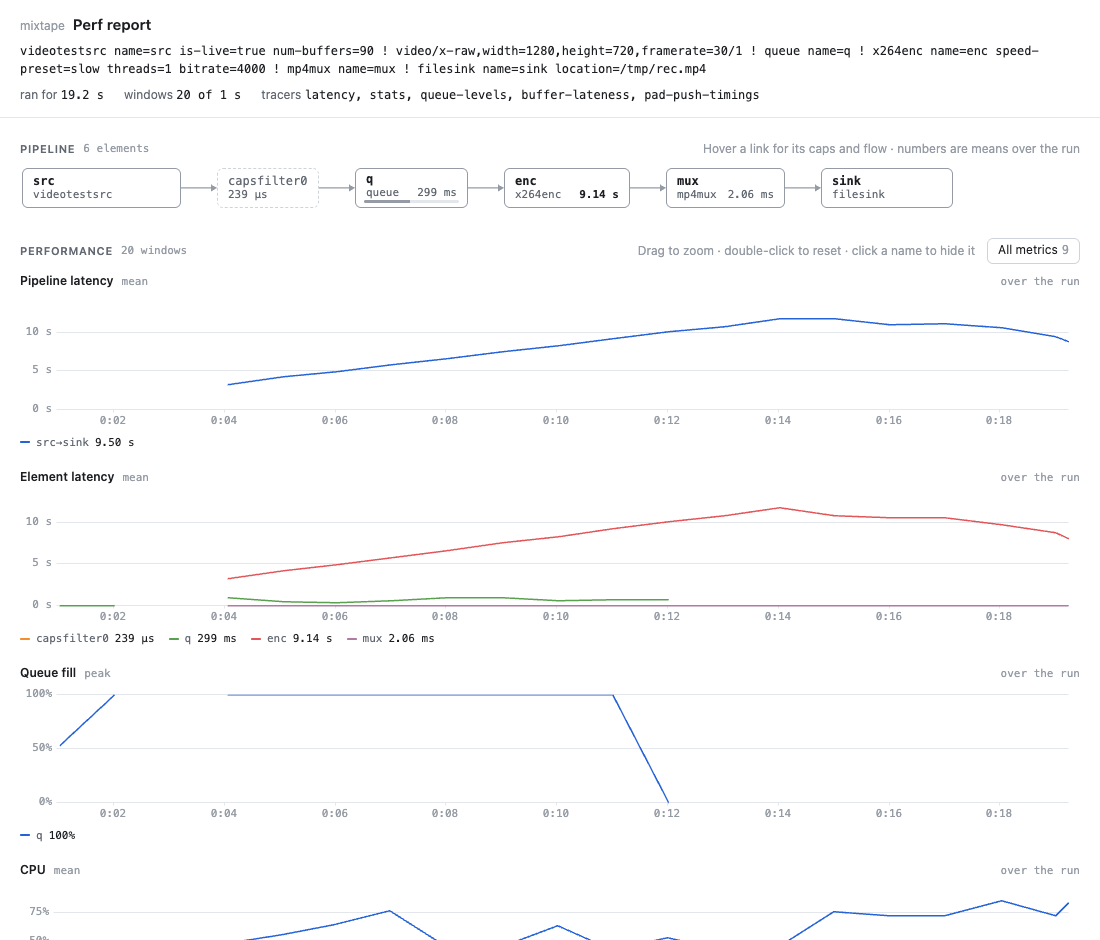 mixtape Perf report
videotestsrc name=src is-live=true num-buffers=90 ! video/x-raw,width=1280,height=720,framerate=30/1 ! queue name=q ! x264enc name=enc speed-
preset=slow threads=1 bitrate=4000 ! mp4mux name=mux ! filesink name=sink location=/tmp/rec.mp4
ran for 19.2 s windows 20 of 1 s tracers latency, stats, queue-levels, buffer-lateness, pad-push-timings
PIPELINE 6 elements Hover a link for its caps and flow · numbers are means over the run
src
videotestsrc
capsfilter0
239 µs
q
queue 299 ms
enc
x264enc 9.14 s
mux
mp4mux 2.06 ms
sink
filesink
PERFORMANCE 20 windows Drag to zoom · double-click to reset · click a name to hide it All metrics 9
Pipeline latency mean over the run
10 s
5 s
0 s
0:02 0:04 0:06 0:08 0:10 0:12 0:14 0:16 0:18
src→sink 9.50 s
Element latency mean over the run
10 s
5 s
0 s
0:02 0:04 0:06 0:08 0:10 0:12 0:14 0:16 0:18
capsfilter0 239 µs q 299 ms enc 9.14 s mux 2.06 ms
Queue fill peak over the run
100%
50%
0%
0:02 0:04 0:06 0:08 0:10 0:12 0:14 0:16 0:18
q 100%
CPU mean over the run
75%
50%